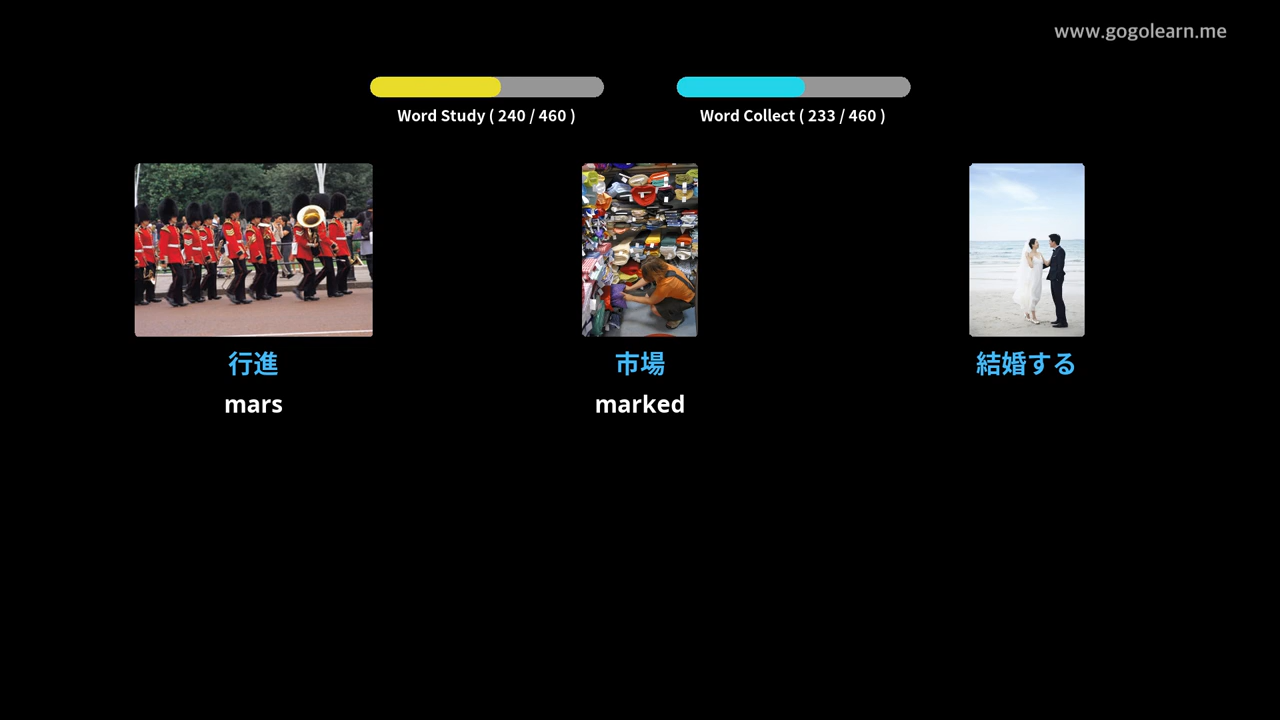 www.gogolearn.me
Word Study ( 240 / 460 )
Word Collect ( 233 / 460 )
行進
市場
結婚する
mars
marked